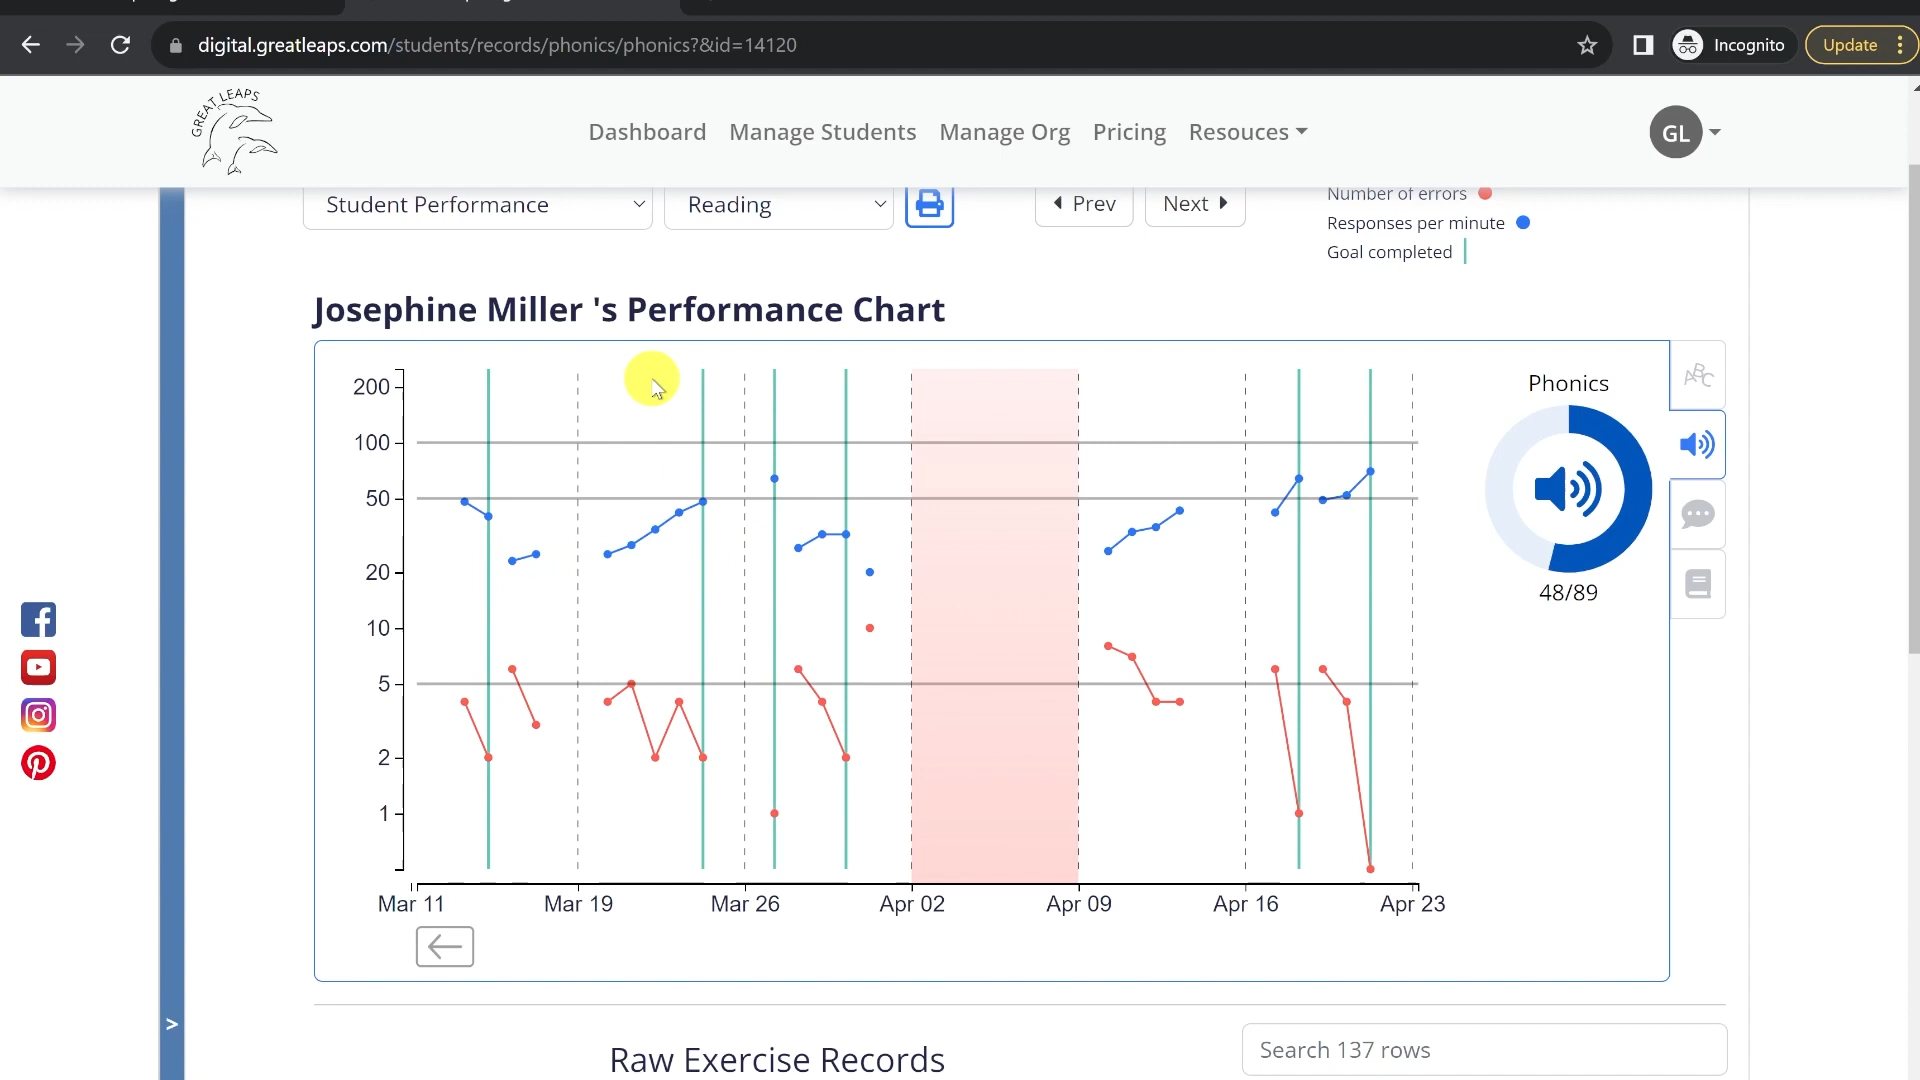 digital.greatleaps.com/students/records/phonics/phonics?&id=14120
Incognito
Update
GREAT LEAPS
Dashboard
Manage Students
Manage Org
Pricing
Resouces
GL
Student Performance
Reading
Prev
Next
Number of errors
Responses per minute
Goal completed
Josephine Miller 's Performance Chart
200
100
50
20
10
5
2
1
Mar 11
Mar 19
Mar 26
Apr 02
Apr 09
Apr 16
Apr 23
Phonics
48/89
ABC
>
Raw Exercise Records
Search 137 rows